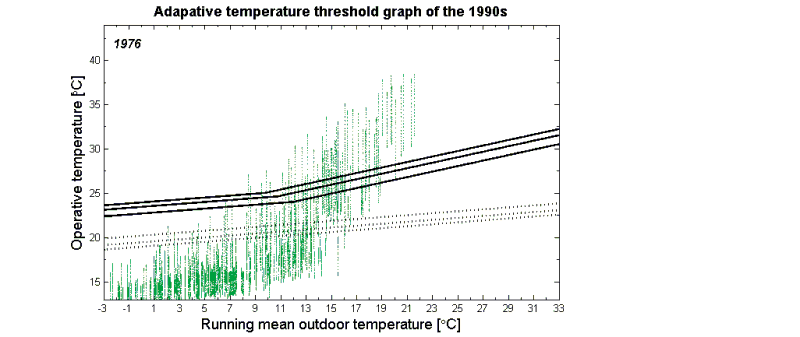 Adapative temperature threshold graph of the 1990s
1976
Operative temperature [°C]
40
35
30
25
20
15
-3 -1 1 3 5 7 9 11 13 15 17 19 21 23 25 27 29 31 33
Running mean outdoor temperature [°C]